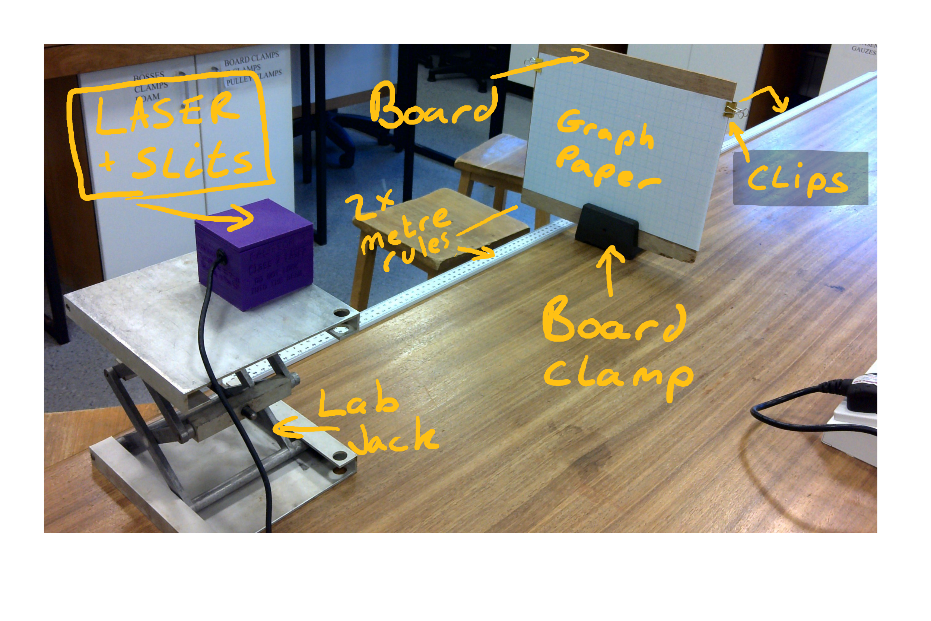 BOSSES
CLAMPS
BOARD CLAMPS
CLAMPS
PULLEY CLAMPS
GAUZES
LASER
+ Slits
Board
Graph
Paper
CLips
2x
metre
rules
Board
CLamp
Lab
Jack